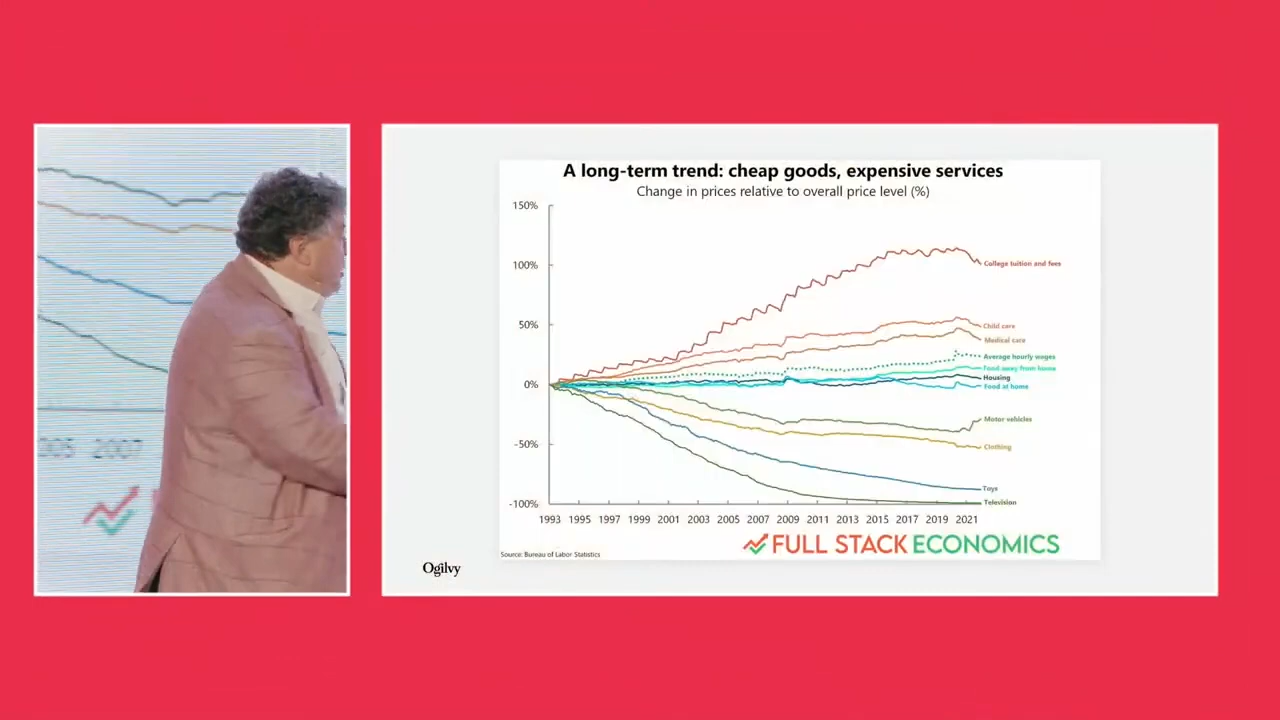 A long-term trend: cheap goods, expensive services
Change in prices relative to overall price level (%)
150%
100%
50%
0%
-50%
-100%
College tuition and fees
Child care
Medical care
Average hourly wages
Food away from home
Housing
Food at home
Motor vehicles
Clothing
Toys
Television
1993 1995 1997 1999 2001 2003 2005 2007 2009 2011 2013 2015 2017 2019 2021
FULL STACK ECONOMICS
Source: Bureau of Labor Statistics
Ogilvy
2007